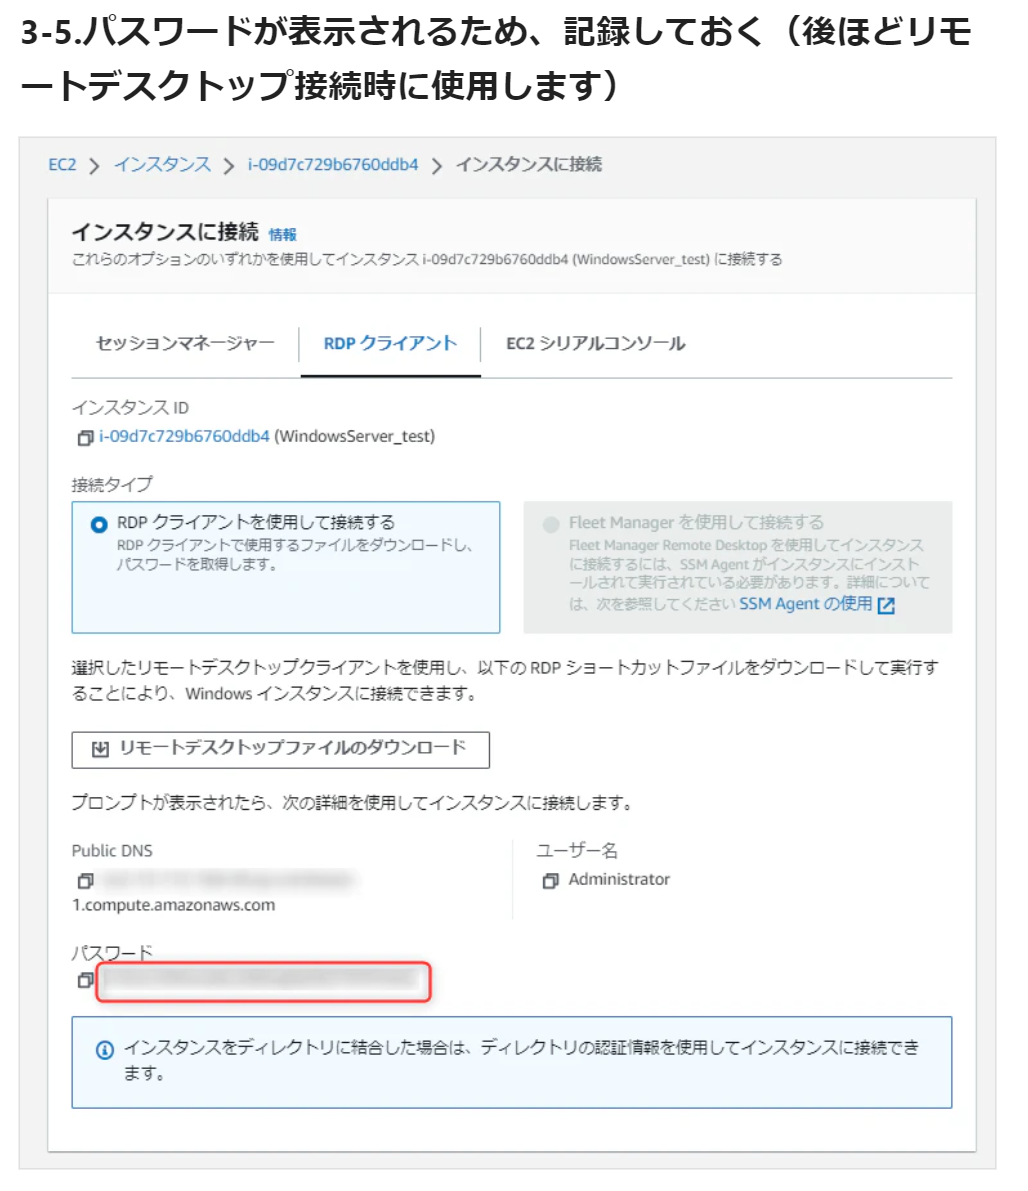 3-5.パスワードが表示されるため、記録しておく（後ほどリモ
ートデスクトップ接続時に使用します）
EC2 > インスタンス > i-09d7c729b6760ddb4 > インスタンスに接続
インスタンスに接続 情報
これらのオプションのいずれかを使用してインスタンス i-09d7c729b6760ddb4 (WindowsServer_test) に接続する
セッションマネージャー RDP クライアント EC2 シリアルコンソール
インスタンス ID
i-09d7c729b6760ddb4 (WindowsServer_test)
接続タイプ
RDP クライアントを使用して接続する
RDP クライアントで使用するファイルをダウンロードし、
パスワードを取得します。
Fleet Manager を使用して接続する
Fleet Manager Remote Desktop を使用してインスタンス
に接続するには、SSM Agent がインスタンスにインスト
ールされて実行されている必要があります。詳細について
は、次を参照してください SSM Agent の使用
選択したリモートデスクトップクライアントを使用し、以下の RDP ショートカットファイルをダウンロードして実行す
ることにより、Windows インスタンスに接続できます。
リモートデスクトップファイルのダウンロード
プロンプトが表示されたら、次の詳細を使用してインスタンスに接続します。
Public DNS
1.compute.amazonaws.com
ユーザー名
Administrator
パスワード
インスタンスをディレクトリに結合した場合は、ディレクトリの認証情報を使用してインスタンスに接続でき
ます。